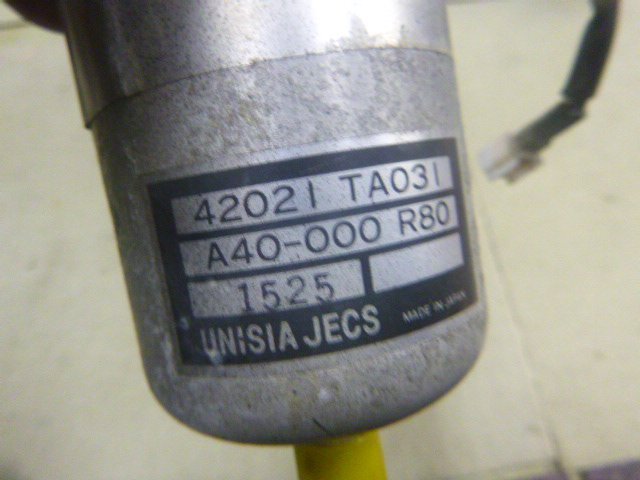 42021 TA031
A40-000 R80
1525
UNISIA JECS MADE IN JAPAN